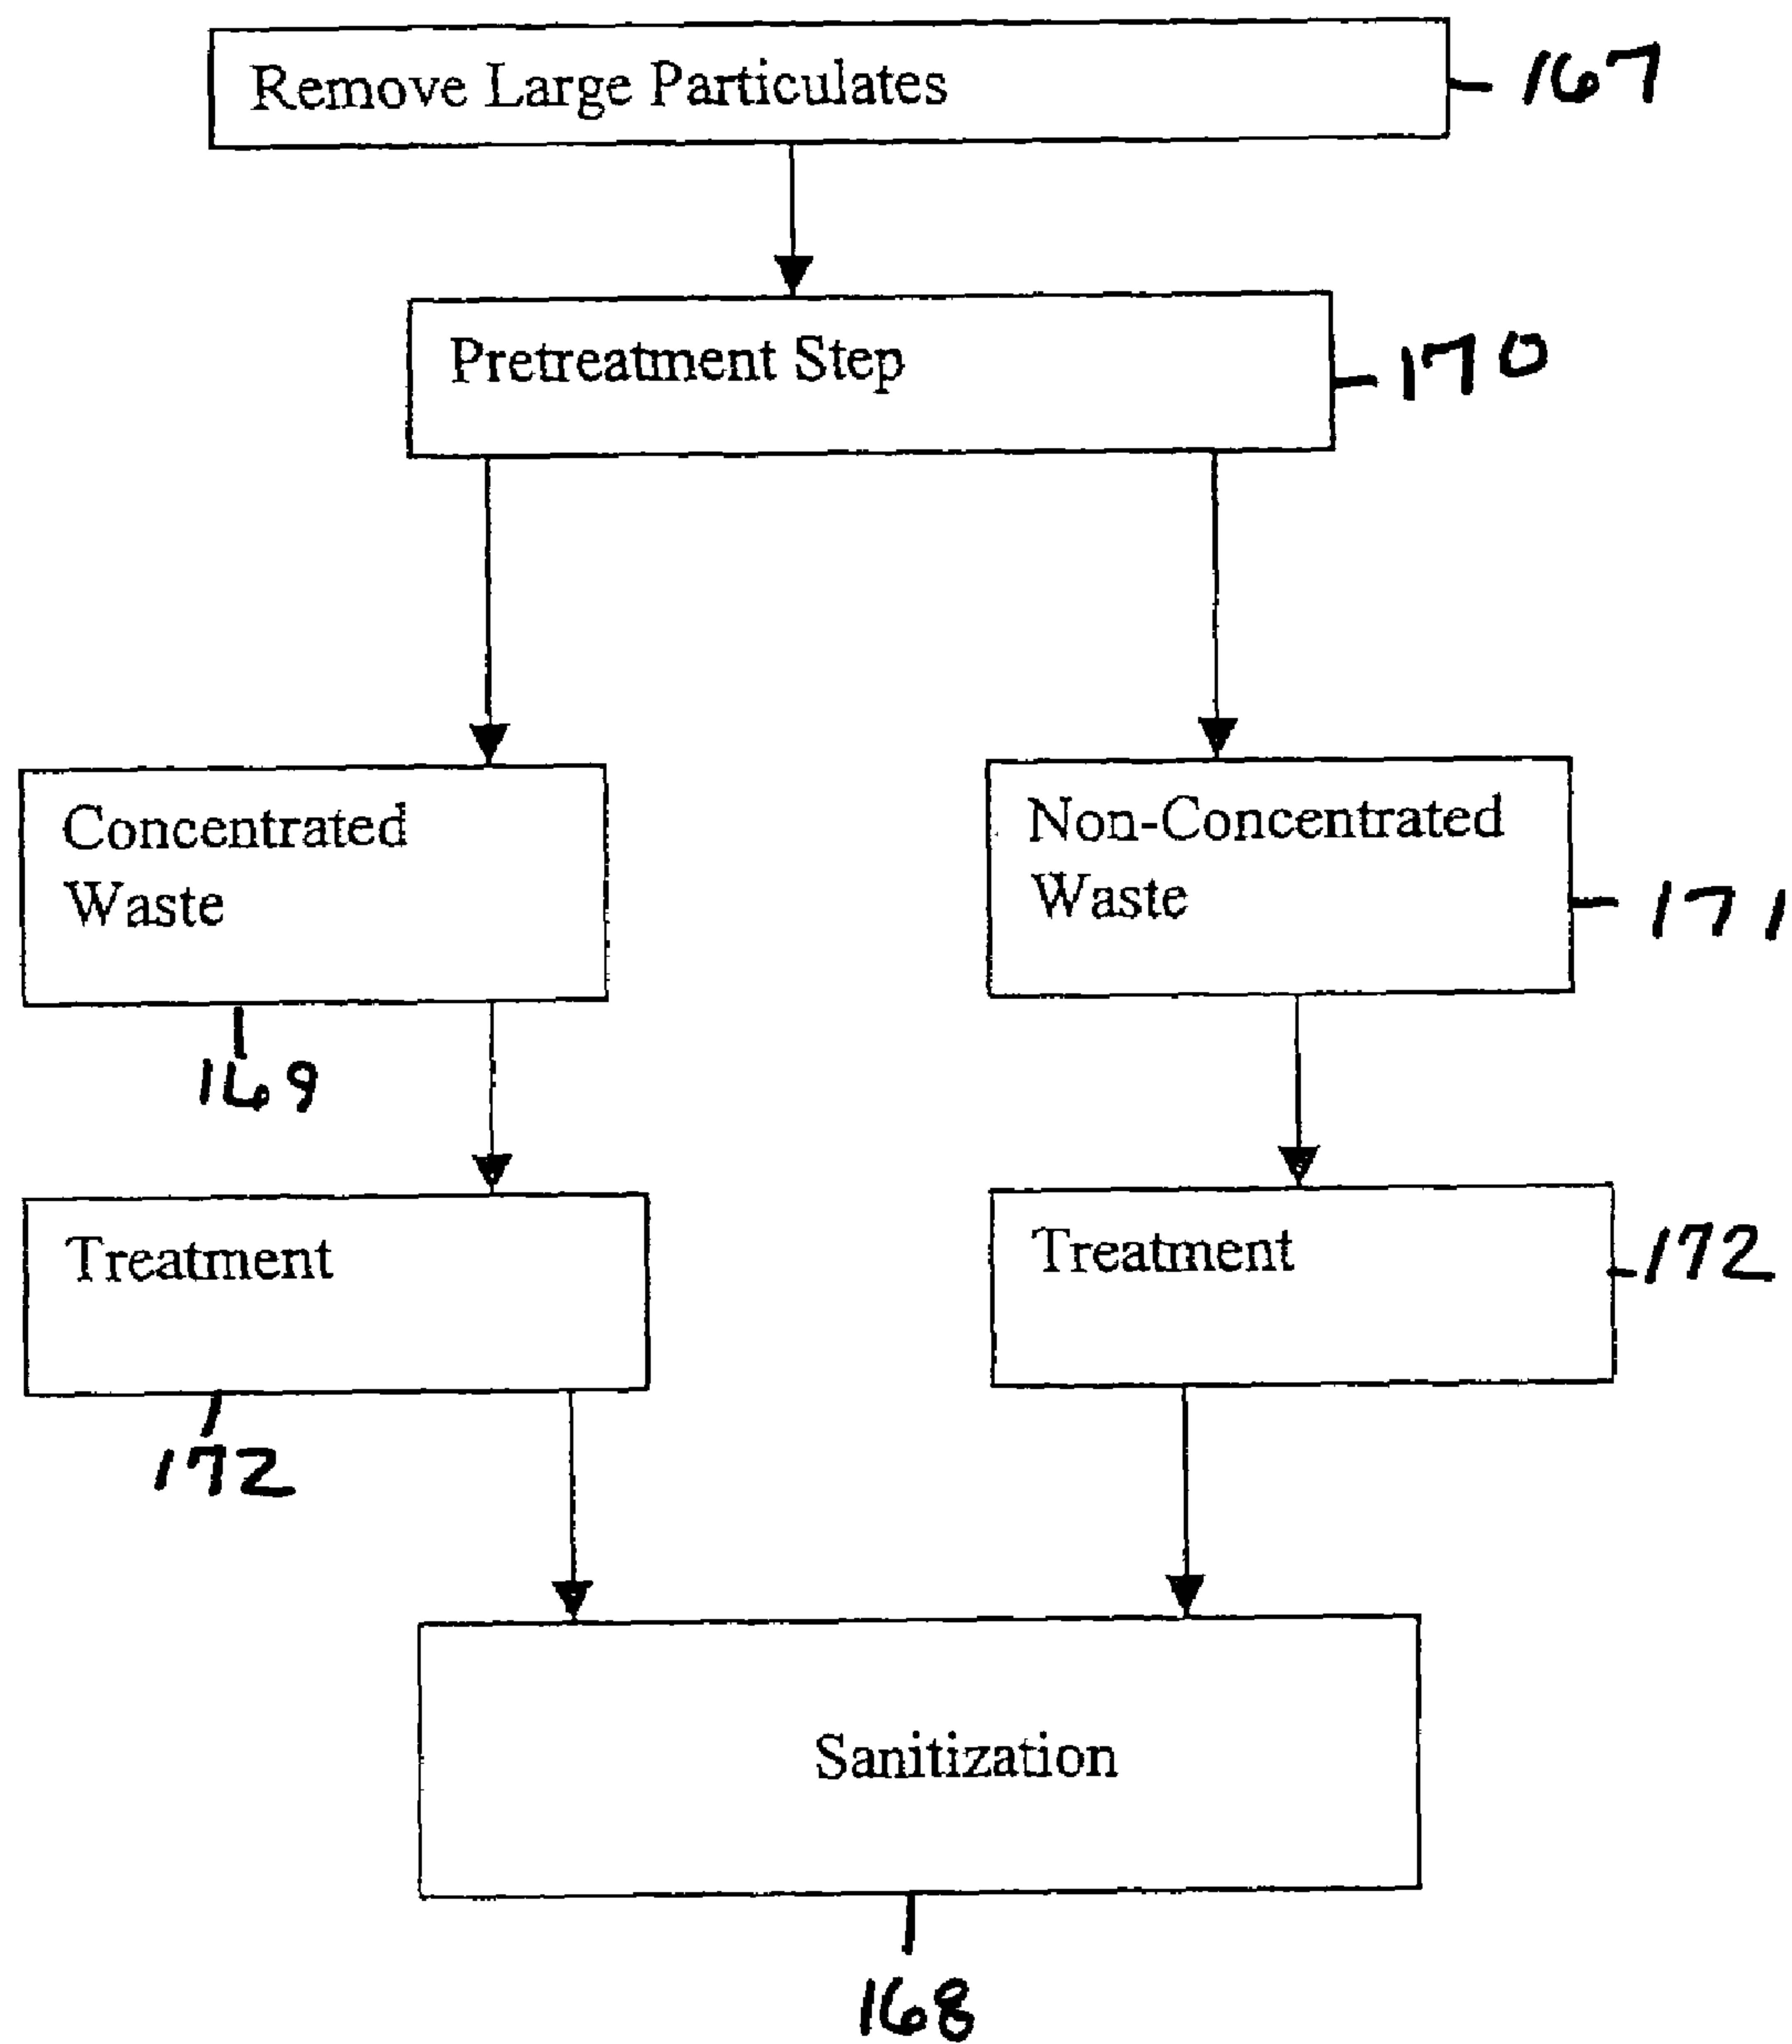 Remove Large Particulates
167
Pretreatment Step
170
Concentrated
Waste
169
Non-Concentrated
Waste
171
Treatment
172
Treatment
172
Sanitization
168